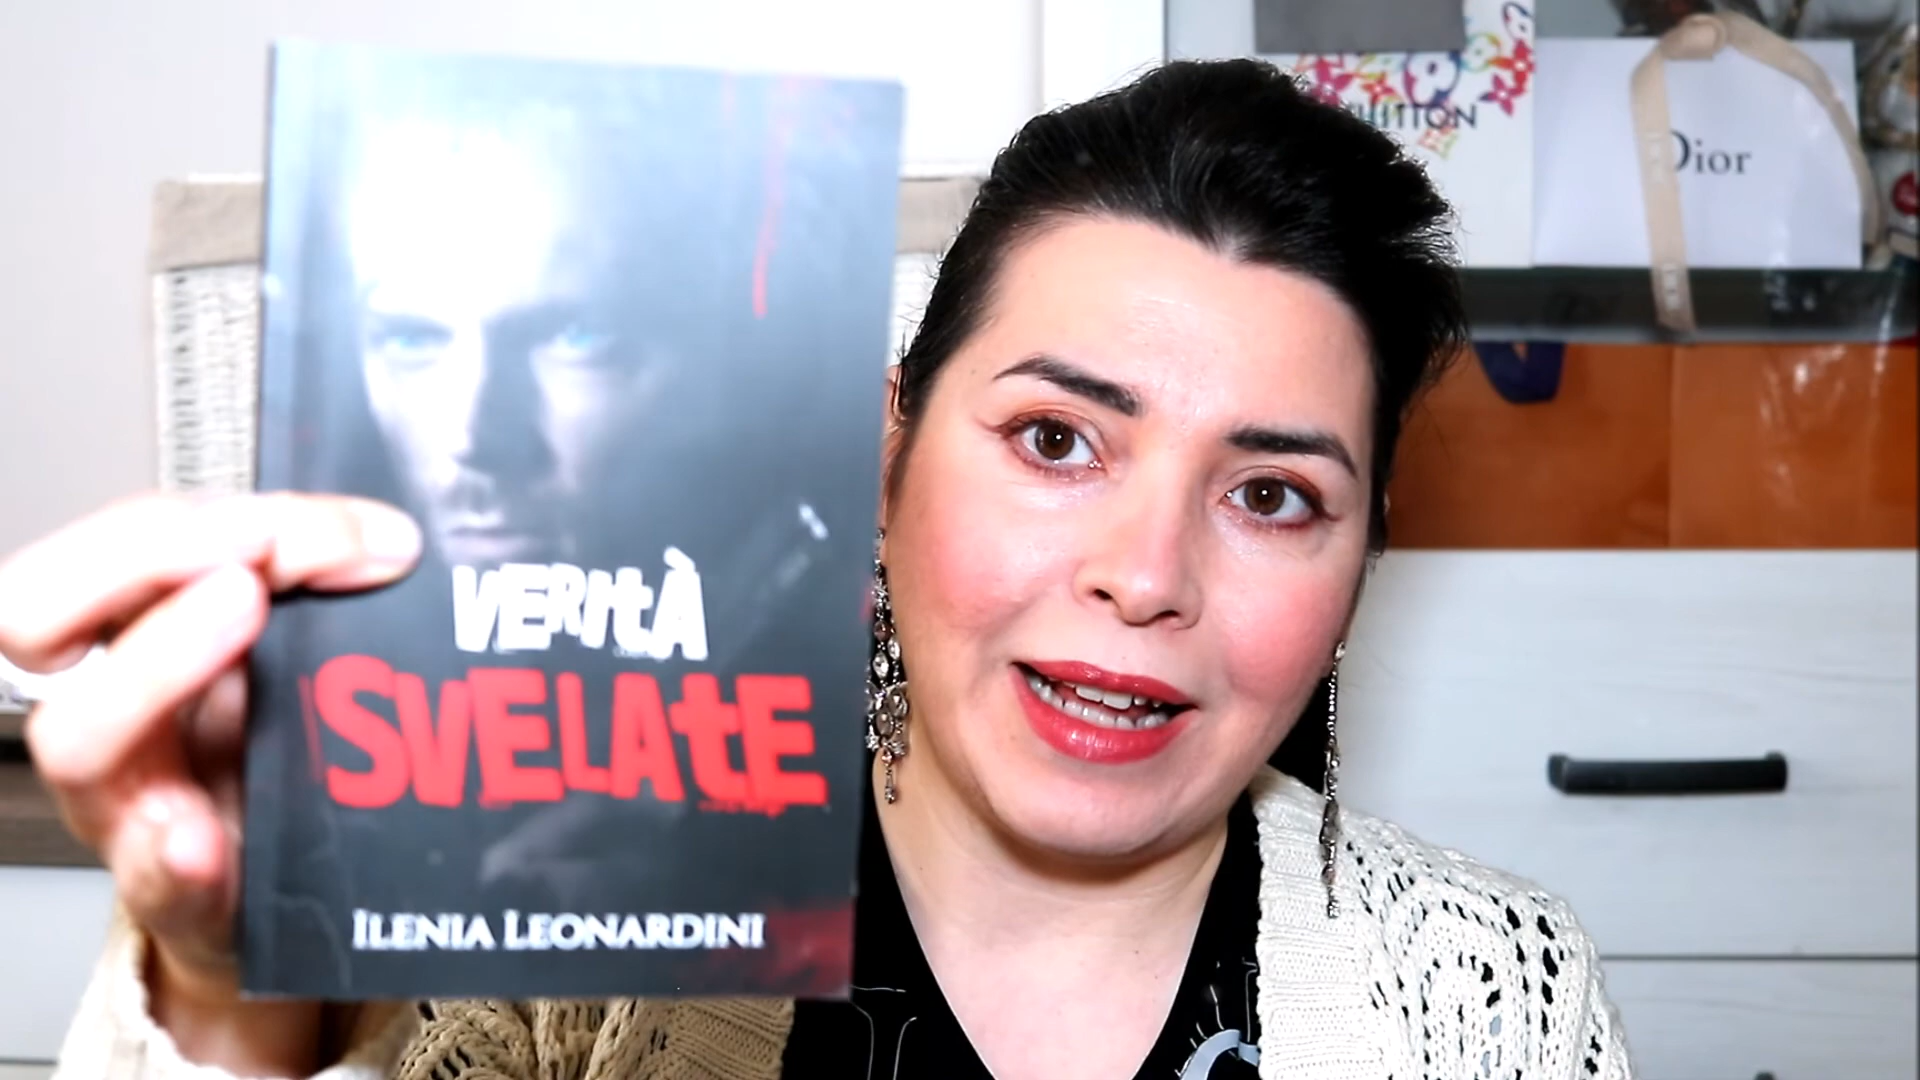 VERITÀ
SVELATE
ILENIA LEONARDINI
UITTON
Dior